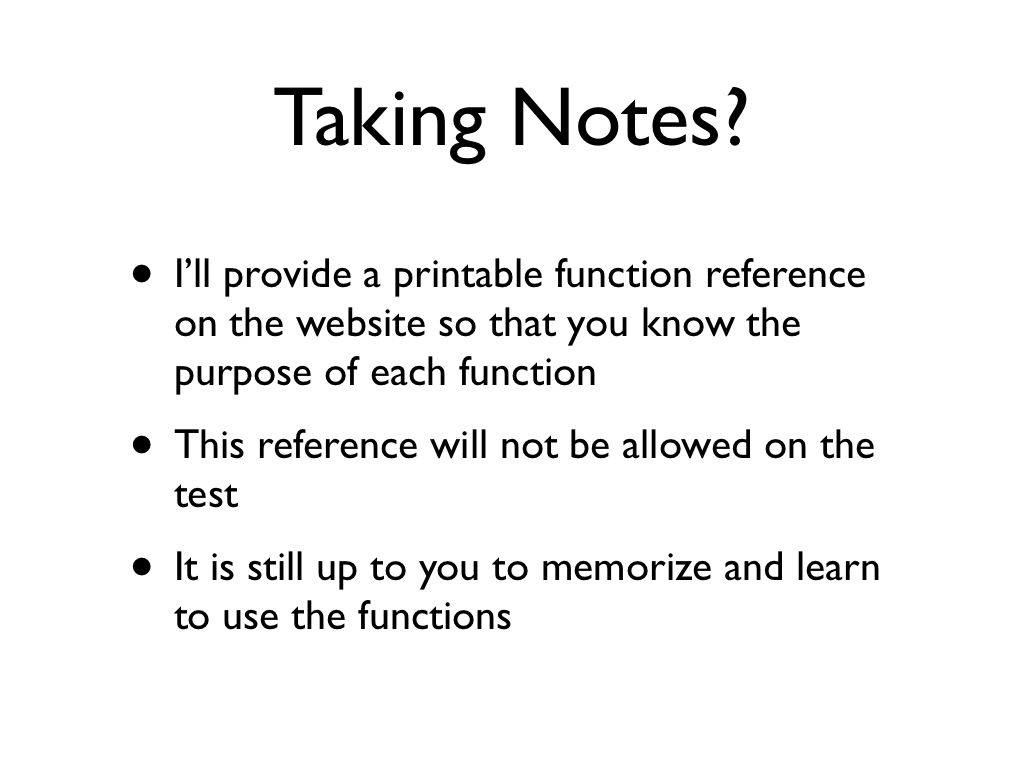 Taking Notes?
• I’ll provide a printable function reference
on the website so that you know the
purpose of each function
• This reference will not be allowed on the
test
• It is still up to you to memorize and learn
to use the functions